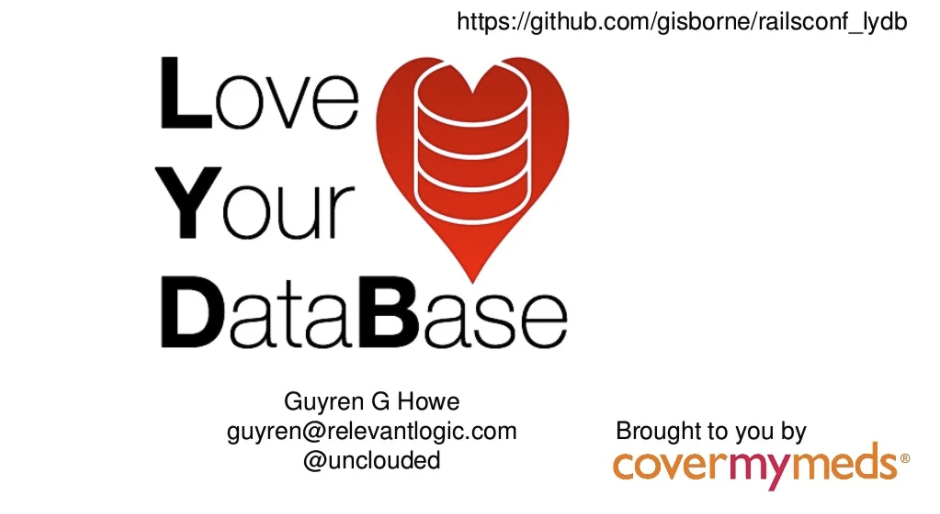 https://github.com/gisborne/railsconf_lydb
Love
Your
DataBase
Guyren G Howe
guyren@relevantlogic.com
@unclouded
Brought to you by
covermymeds®